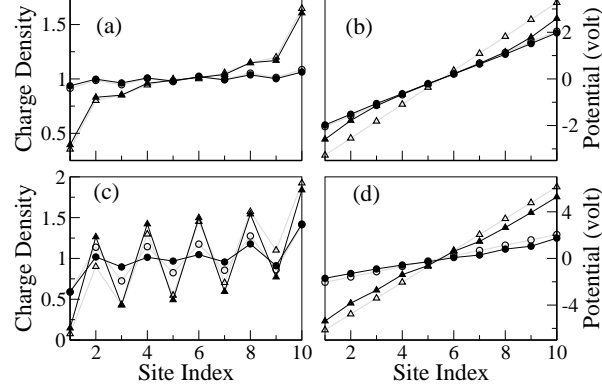 (a)
(b)
1.5
1
0.5
Charge Density
2
0
-2
Potential (volt)
(c)
(d)
2
1.5
1
0.5
0
Charge Density
4
0
-4
Potential (volt)
2 4 6 8 10
2 4 6 8 10
Site Index
Site Index